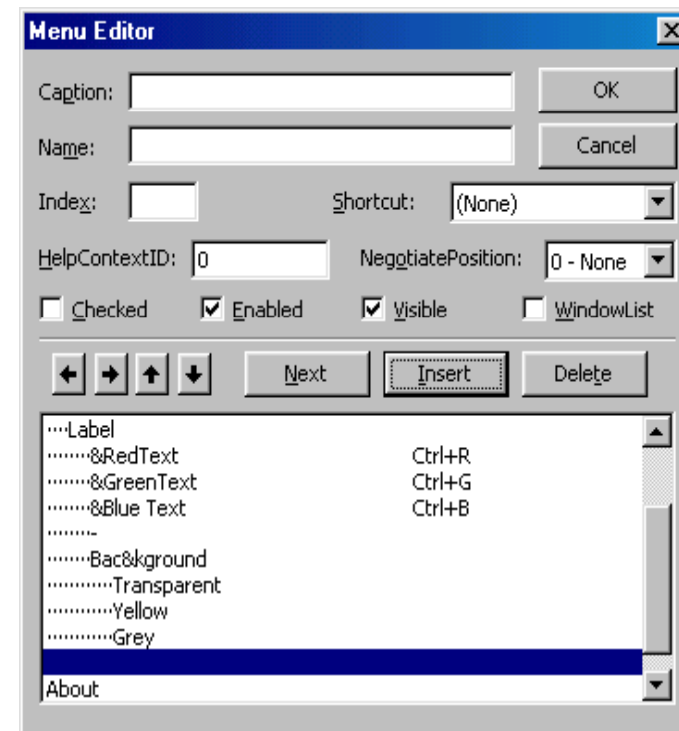 Menu Editor
Caption: OK
Name: Cancel
Index: Shortcut: (None)
HelpContextID: 0 NegotiatePosition: 0 - None
Checked Enabled Visible WindowList
Next Insert Delete
····Label
········&RedText Ctrl+R
········&GreenText Ctrl+G
········&Blue Text Ctrl+B
········-
········Bac&kground
············Transparent
············Yellow
············Grey
About